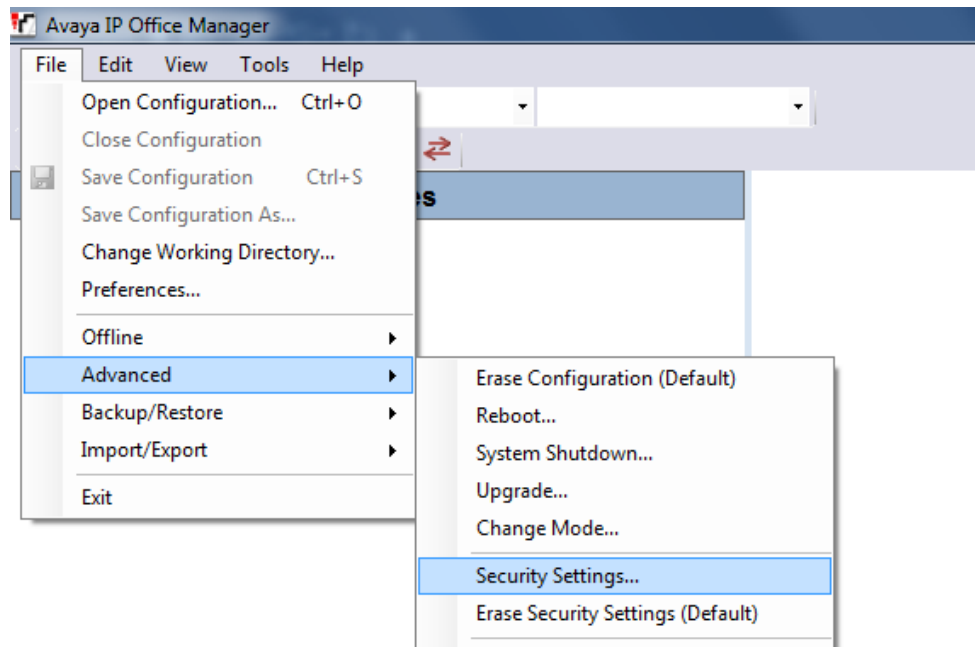 Avaya IP Office Manager
File Edit View Tools Help
Open Configuration... Ctrl+O
Close Configuration
Save Configuration Ctrl+S
Save Configuration As...
Change Working Directory...
Preferences...
Offline
Advanced
Backup/Restore
Import/Export
Exit
Erase Configuration (Default)
Reboot...
System Shutdown...
Upgrade...
Change Mode...
Security Settings...
Erase Security Settings (Default)